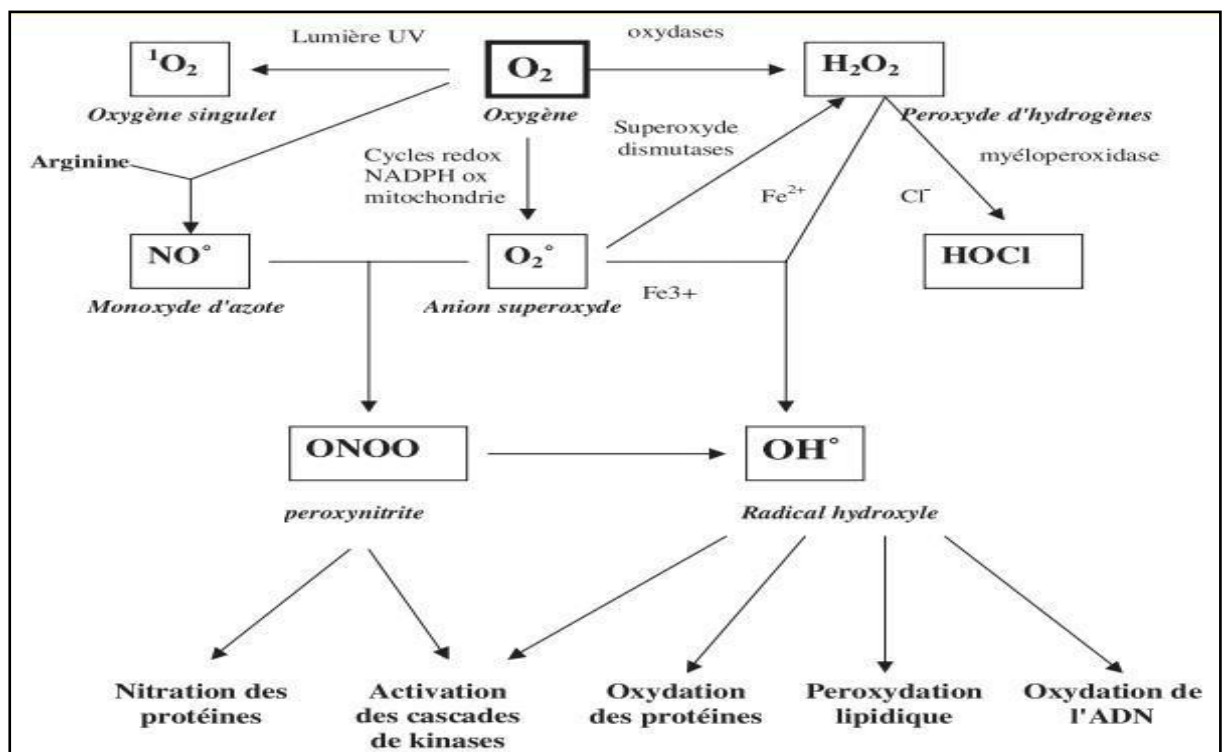 Lumière UV
oxydases
¹O₂
O₂
H₂O₂
Oxygène singulet
Oxygène
Peroxyde d'hydrogènes
Arginine
Cycles redox
NADPH ox
mitochondrie
Superoxyde
dismutases
myéloperoxidase
Fe²⁺
Cl⁻
NO°
O₂°
HOCl
Monoxyde d'azote
Anion superoxyde
Fe3+
ONOO
OH°
peroxynitrite
Radical hydroxyle
Nitration des
protéines
Activation
des cascades
de kinases
Oxydation
des protéines
Peroxydation
lipidique
Oxydation de
l'ADN